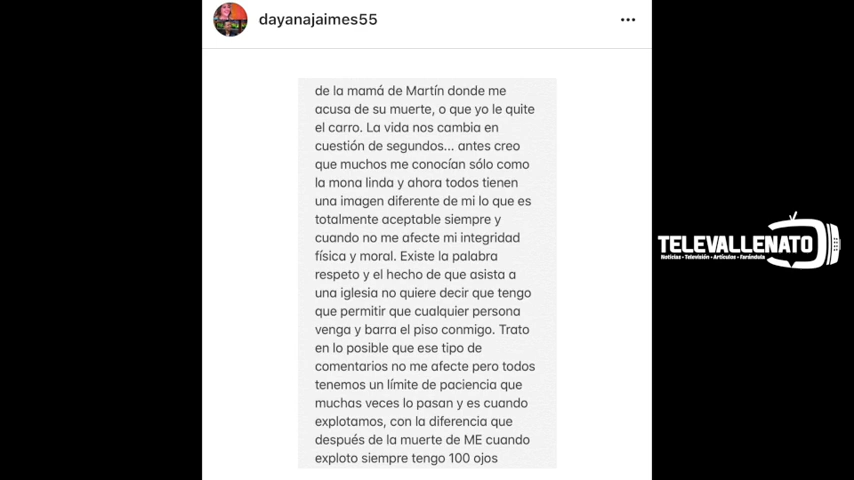 dayanajaimes55
de la mamá de Martín donde me
acusa de su muerte, o que yo le quite
el carro. La vida nos cambia en
cuestión de segundos... antes creo
que muchos me conocían sólo como
la mona linda y ahora todos tienen
una imagen diferente de mi lo que es
totalmente aceptable siempre y
cuando no me afecte mi integridad
física y moral. Existe la palabra
respeto y el hecho de que asista a
una iglesia no quiere decir que tengo
que permitir que cualquier persona
venga y barra el piso conmigo. Trato
en lo posible que ese tipo de
comentarios no me afecte pero todos
tenemos un límite de paciencia que
muchas veces lo pasan y es cuando
explotamos, con la diferencia que
después de la muerte de ME cuando
exploto siempre tengo 100 ojos
TELEVALLENATO
Noticias • Televisión • Artículos • Farándula